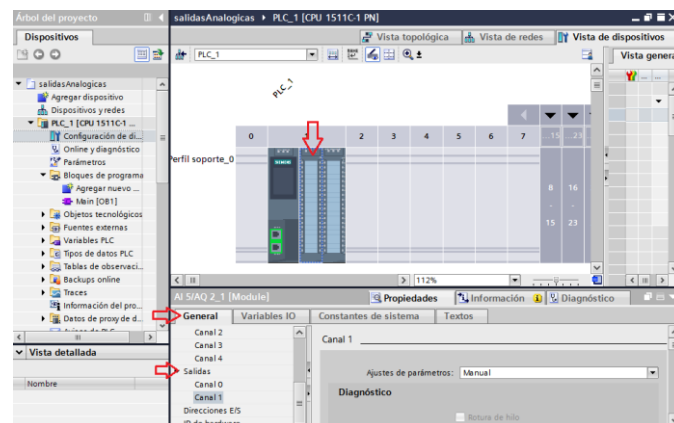 Árbol del proyecto
salidasAnalogicas ▸ PLC_1 [CPU 1511C-1 PN]
Dispositivos
Vista topológica
Vista de redes
Vista de dispositivos
PLC_1
Vista genera
salidasAnalogicas
Agregar dispositivo
Dispositivos y redes
PLC_1 [CPU 1511C-1 ...
Configuración de di...
Online y diagnóstico
Parámetros
Bloques de programa
Agregar nuevo ...
Main [OB1]
Objetos tecnológicos
Fuentes externas
Variables PLC
Tipos de datos PLC
Tablas de observaci...
Backups online
Traces
Información del pro...
Datos de proxy de d...
Vista detallada
Nombre
PLC_1
0 1 2 3 4 5 6 7
Perfil soporte_0
8 16
15 23
112%
AI 5/AQ 2_1 [Module]
Propiedades
Información
Diagnóstico
General
Variables IO
Constantes de sistema
Textos
Canal 2
Canal 3
Canal 4
Salidas
Canal 0
Canal 1
Direcciones E/S
Canal 1
Ajustes de parámetros: Manual
Diagnóstico
Rotura de hilo